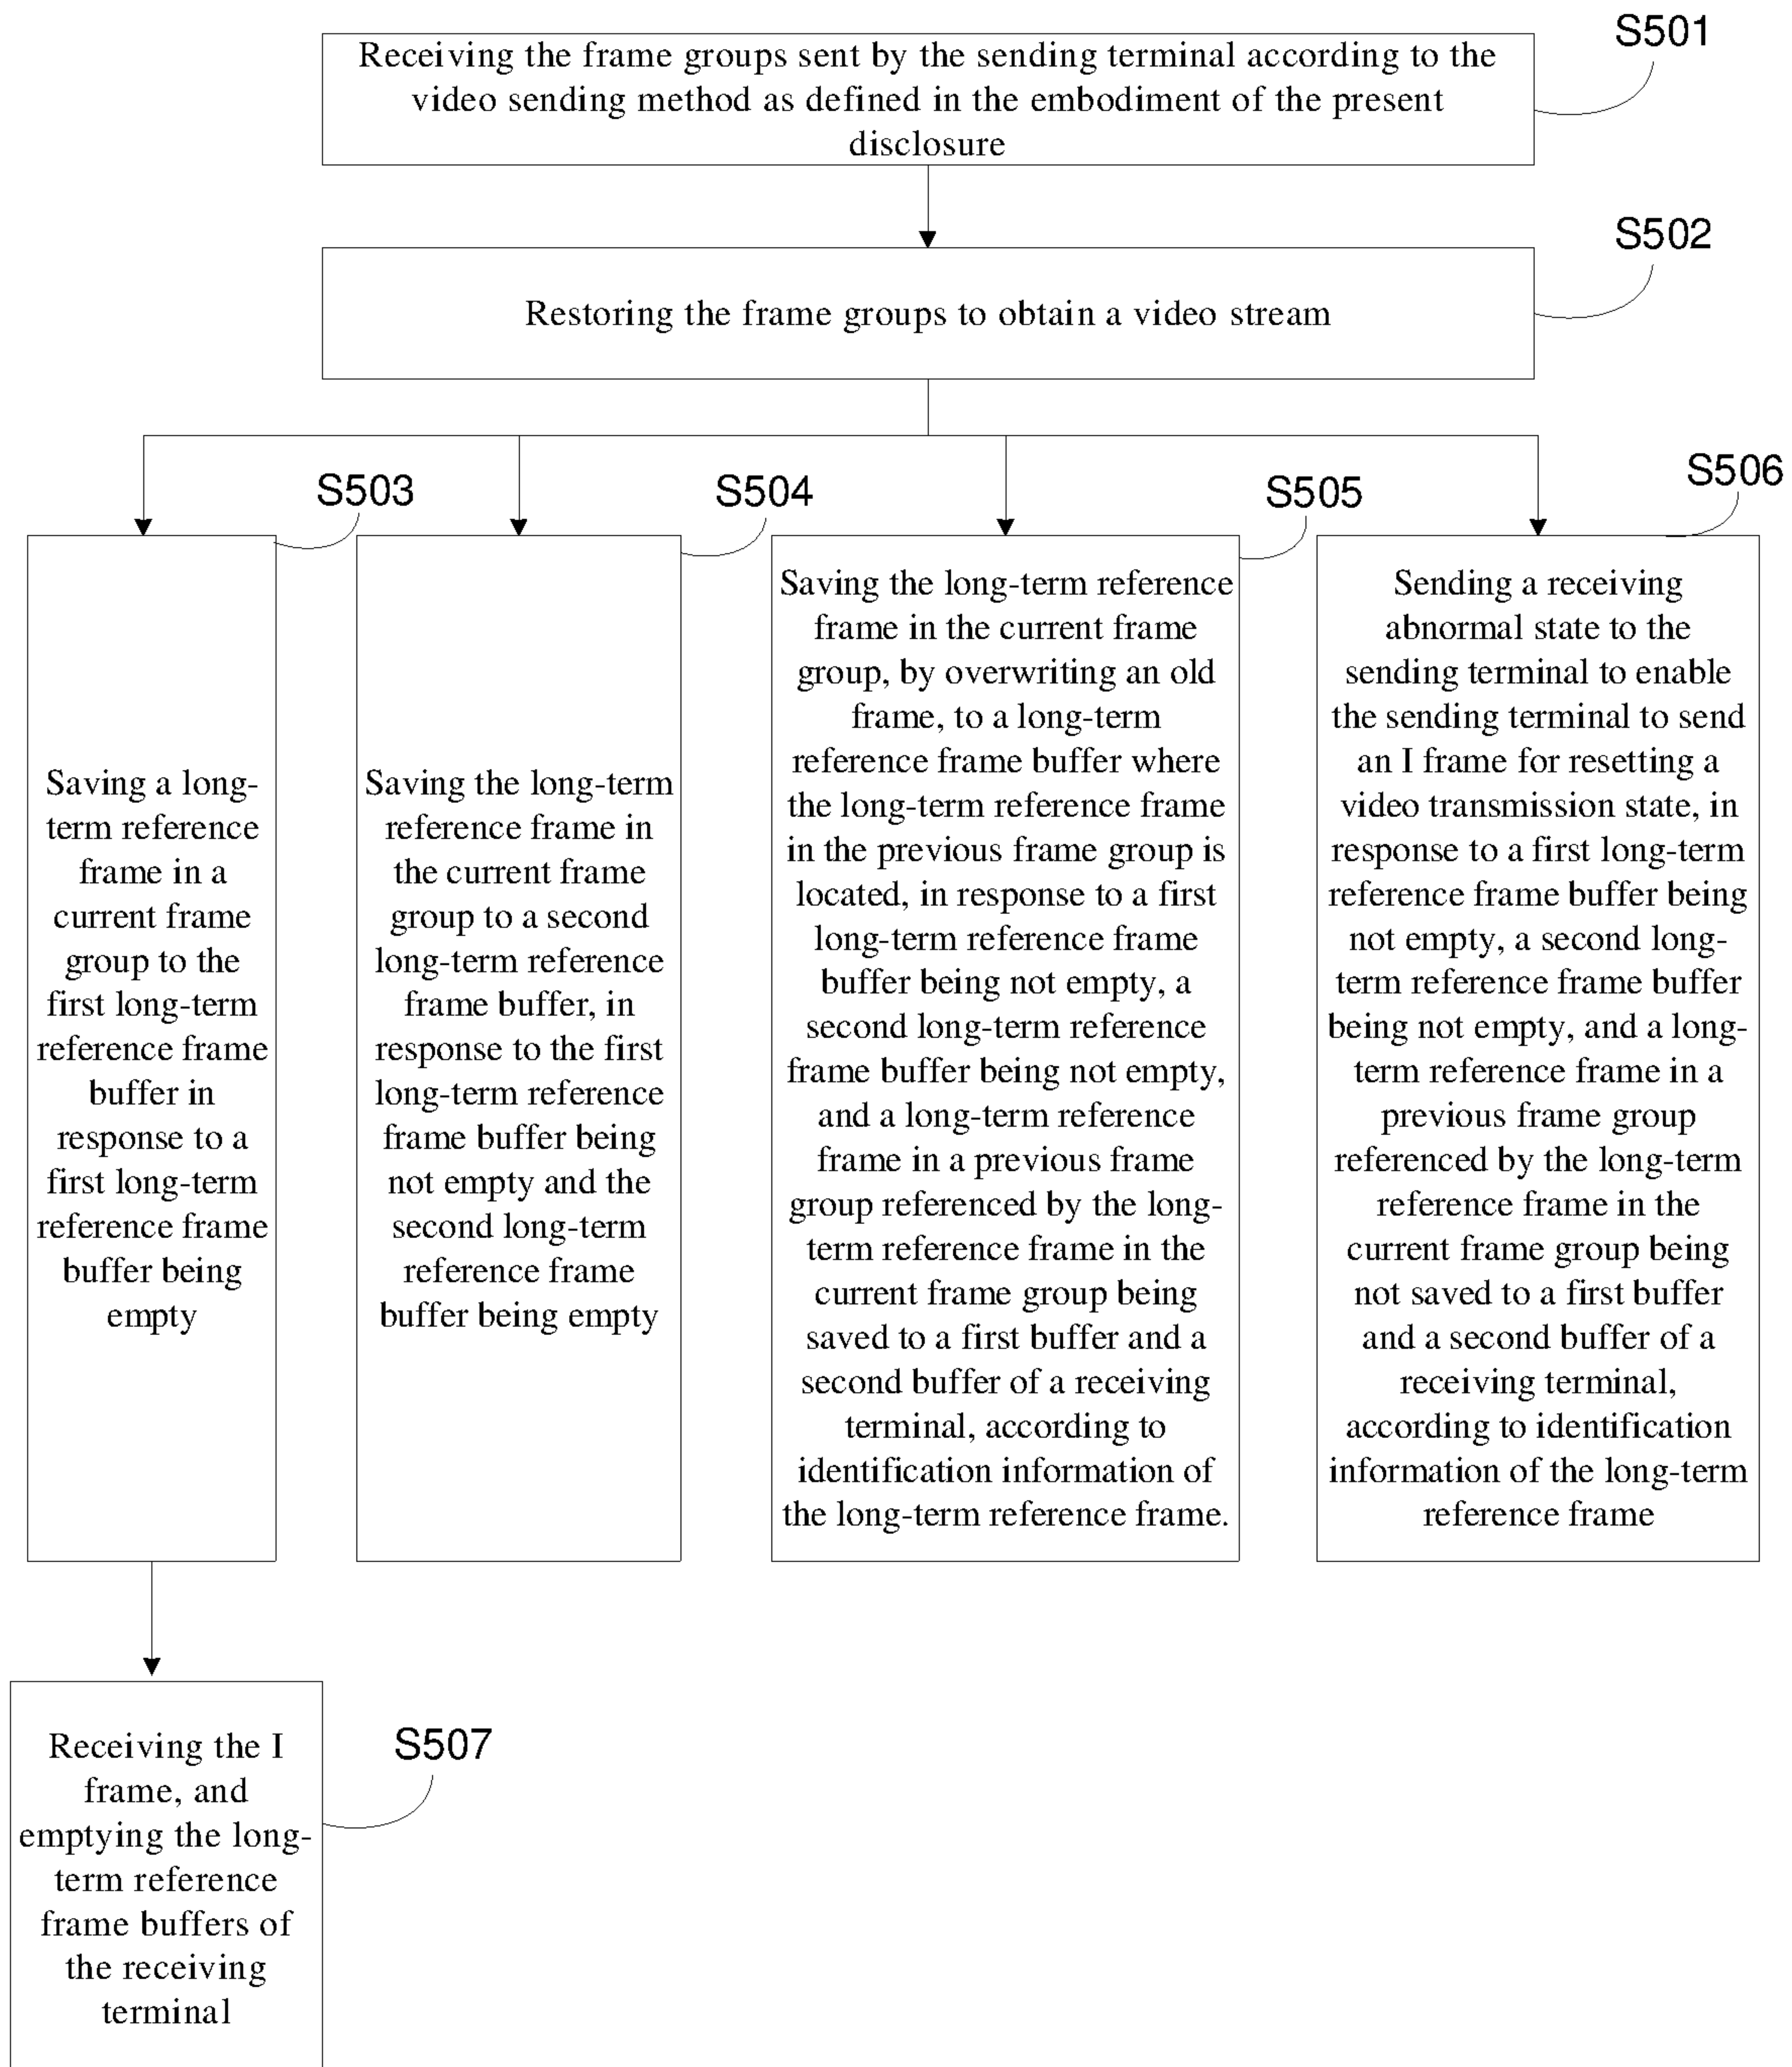 S501
Receiving the frame groups sent by the sending terminal according to the
video sending method as defined in the embodiment of the present
disclosure
S502
Restoring the frame groups to obtain a video stream
S503
Saving a long-
term reference
frame in a
current frame
group to the
first long-term
reference frame
buffer in
response to a
first long-term
reference frame
buffer being
empty
S504
Saving the long-term
reference frame in
the current frame
group to a second
long-term reference
frame buffer, in
response to the first
long-term reference
frame buffer being
not empty and the
second long-term
reference frame
buffer being empty
S505
Saving the long-term reference
frame in the current frame
group, by overwriting an old
frame, to a long-term
reference frame buffer where
the long-term reference frame
in the previous frame group is
located, in response to a first
long-term reference frame
buffer being not empty, a
second long-term reference
frame buffer being not empty,
and a long-term reference
frame in a previous frame
group referenced by the long-
term reference frame in the
current frame group being
saved to a first buffer and a
second buffer of a receiving
terminal, according to
identification information of
the long-term reference frame.
S506
Sending a receiving
abnormal state to the
sending terminal to enable
the sending terminal to send
an I frame for resetting a
video transmission state, in
response to a first long-term
reference frame buffer being
not empty, a second long-
term reference frame buffer
being not empty, and a long-
term reference frame in a
previous frame group
referenced by the long-term
reference frame in the
current frame group being
not saved to a first buffer
and a second buffer of a
receiving terminal,
according to identification
information of the long-term
reference frame
S507
Receiving the I
frame, and
emptying the long-
term reference
frame buffers of
the receiving
terminal